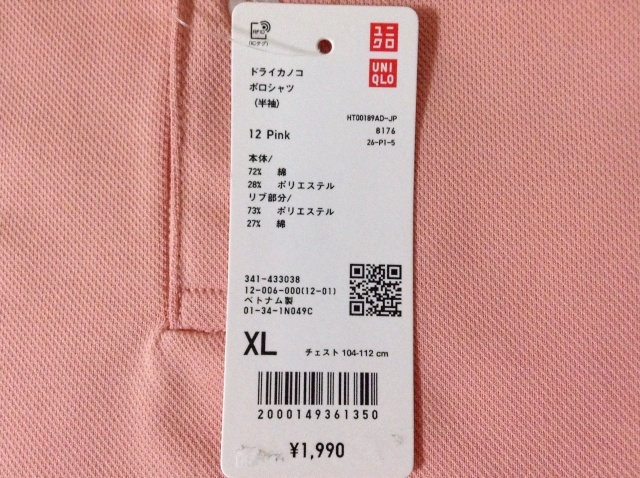 RFID
(ICタグ)
ユニ
クロ
UNI
QLO
ドライカノコ
ポロシャツ
(半袖)
HT00189AD-JP
12 Pink
8176
26-P1-5
本体/
72% 綿
28% ポリエステル
リブ部分/
73% ポリエステル
27% 綿
341-433038
12-006-000(12-01)
ベトナム製
01-34-1N049C
XL チェスト 104-112 cm
2000149361350
¥1,990